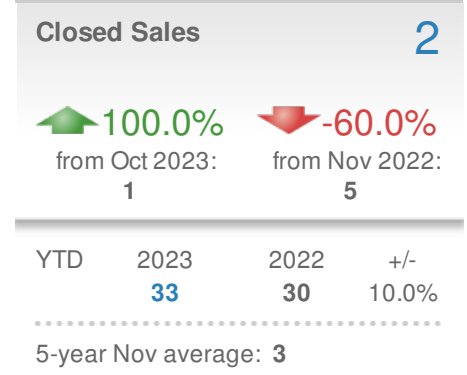 Closed Sales 2
100.0% -60.0%
from Oct 2023: from Nov 2022:
1 5
YTD 2023 2022 +/-
33 30 10.0%
5-year Nov average: 3